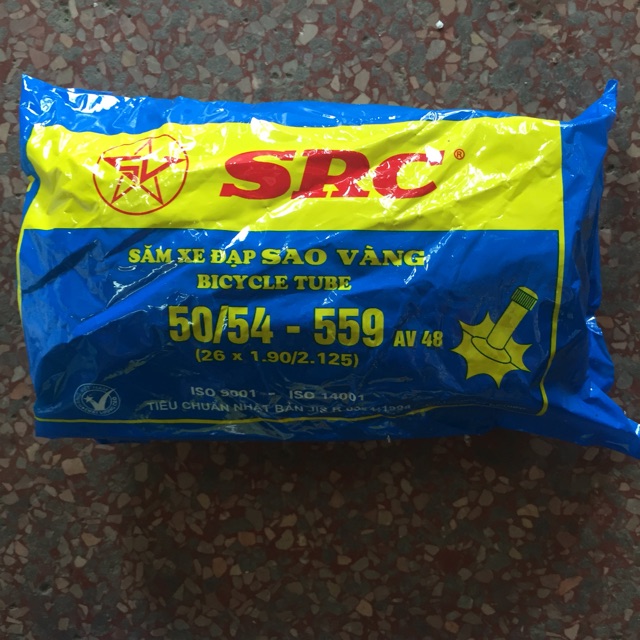 SRC®
SĂM XE ĐẠP SAO VÀNG
BICYCLE TUBE
50/54 - 559 AV 48
(26 x 1.90/2.125)
ISO 9001 - ISO 14001
TIÊU CHUẨN NHẬT BẢN JIS K